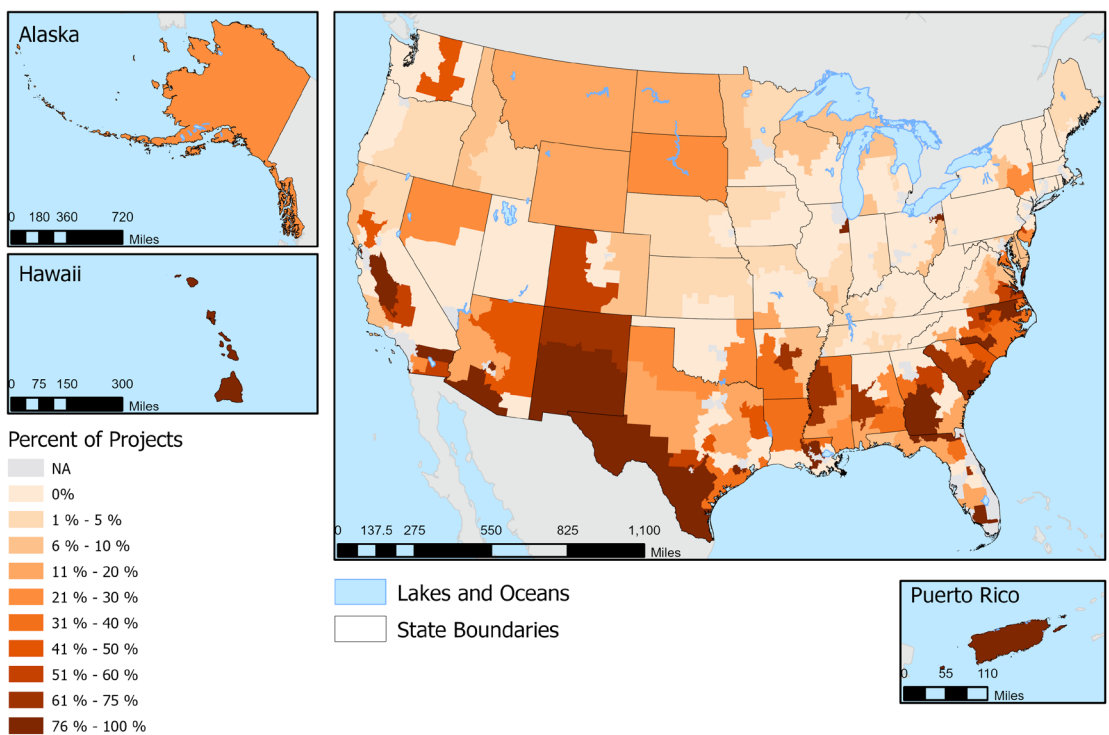 Alaska
0 180 360 720
Miles
Hawaii
0 75 150 300
Miles
Percent of Projects
NA
0%
1 % - 5 %
6 % - 10 %
11 % - 20 %
21 % - 30 %
31 % - 40 %
41 % - 50 %
51 % - 60 %
61 % - 75 %
76 % - 100 %
0 137.5 275 550 825 1,100
Miles
Lakes and Oceans
State Boundaries
Puerto Rico
0 55 110
Miles